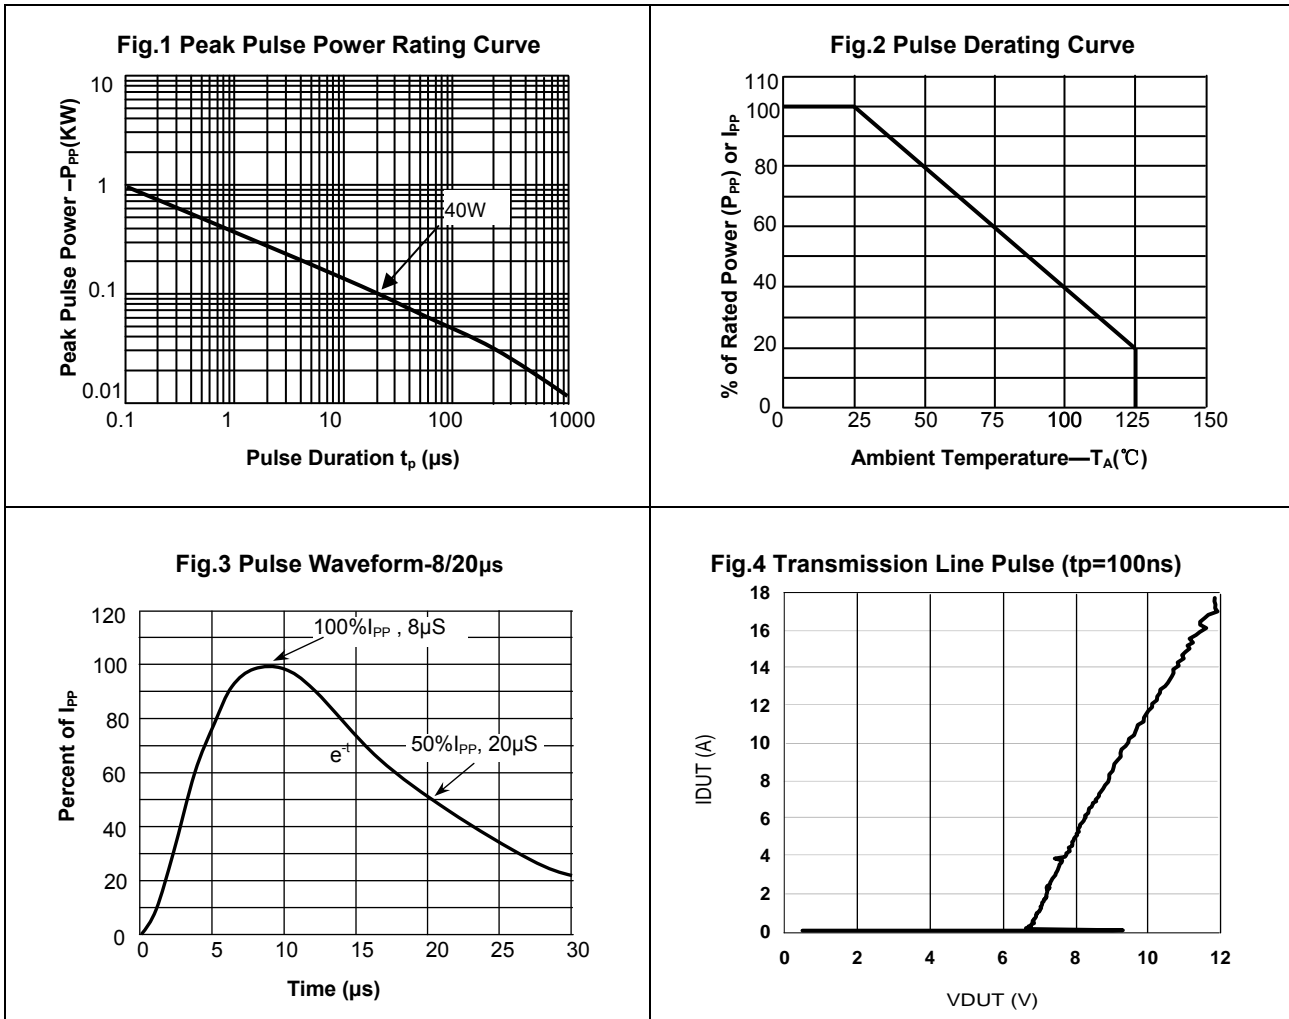 Fig.1 Peak Pulse Power Rating Curve
Peak Pulse Power –PPP(KW)
10
1
0.1
0.01
40W
0.1 1 10 100 1000
Pulse Duration tp (µs)
Fig.2 Pulse Derating Curve
% of Rated Power (PPP) or IPP
110
100
80
60
40
20
0
0 25 50 75 100 125 150
Ambient Temperature—TA(℃)
Fig.3 Pulse Waveform-8/20µs
Percent of IPP
120
100
80
60
40
20
0
100%IPP , 8µS
e-t
50%IPP, 20µS
0 5 10 15 20 25 30
Time (µs)
Fig.4 Transmission Line Pulse (tp=100ns)
IDUT (A)
18
16
14
12
10
8
6
4
2
0
0 2 4 6 8 10 12
VDUT (V)